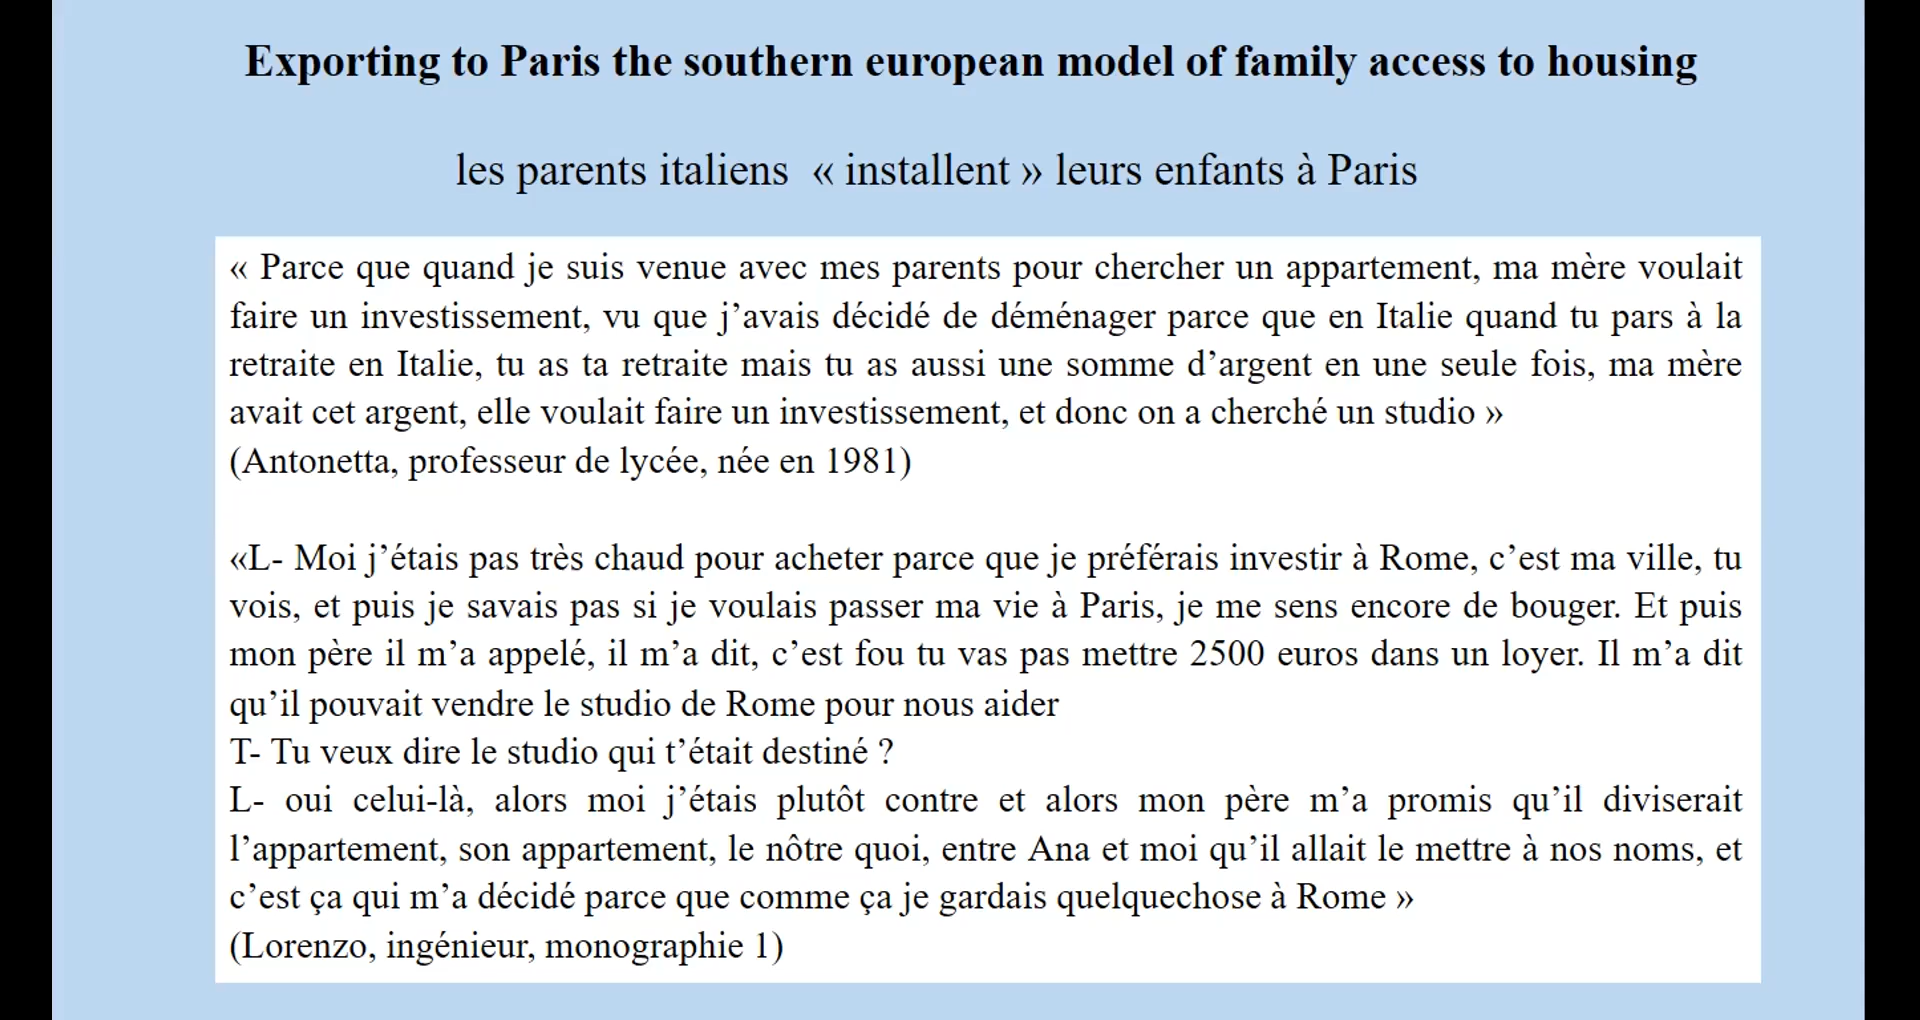 Exporting to Paris the southern european model of family access to housing
les parents italiens « installent » leurs enfants à Paris
« Parce que quand je suis venue avec mes parents pour chercher un appartement, ma mère voulait
faire un investissement, vu que j’avais décidé de déménager parce que en Italie quand tu pars à la
retraite en Italie, tu as ta retraite mais tu as aussi une somme d’argent en une seule fois, ma mère
avait cet argent, elle voulait faire un investissement, et donc on a cherché un studio »
(Antonetta, professeur de lycée, née en 1981)
«L- Moi j’étais pas très chaud pour acheter parce que je préférais investir à Rome, c’est ma ville, tu
vois, et puis je savais pas si je voulais passer ma vie à Paris, je me sens encore de bouger. Et puis
mon père il m’a appelé, il m’a dit, c’est fou tu vas pas mettre 2500 euros dans un loyer. Il m’a dit
qu’il pouvait vendre le studio de Rome pour nous aider
T- Tu veux dire le studio qui t’était destiné ?
L- oui celui-là, alors moi j’étais plutôt contre et alors mon père m’a promis qu’il diviserait
l’appartement, son appartement, le nôtre quoi, entre Ana et moi qu’il allait le mettre à nos noms, et
c’est ça qui m’a décidé parce que comme ça je gardais quelquechose à Rome »
(Lorenzo, ingénieur, monographie 1)